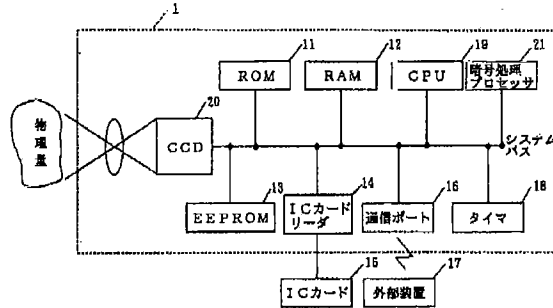 1
11
12
19
21
ROM
RAM
CPU
暗号処理
プロセッサ
20
物理量
CCD
システム
バス
13
14
16
18
EEPROM
ICカード
リーダ
通信ポート
タイマ
15
17
ICカード
外部装置